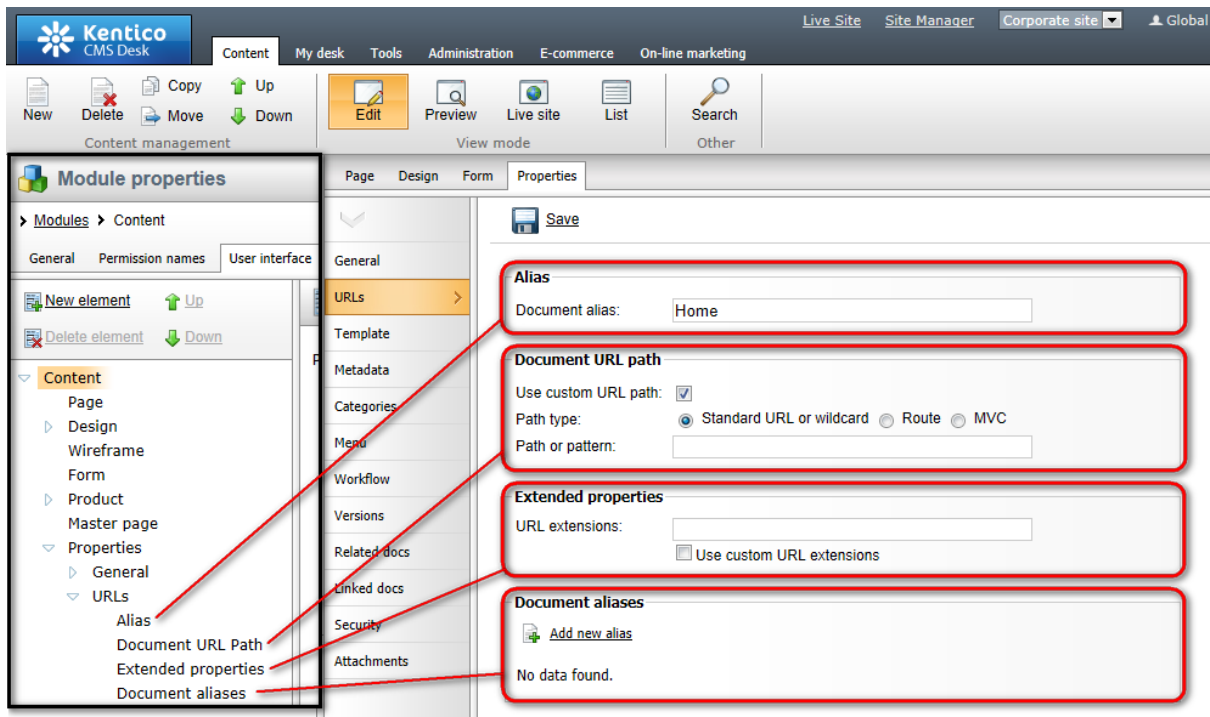 Live Site Site Manager Corporate site Global
Kentico
CMS Desk
Content My desk Tools Administration E-commerce On-line marketing
New Delete Copy Move Up Down
Content management
Edit Preview Live site List
View mode
Search
Other
Module properties
Modules > Content
General Permission names User interface
New element Up
Delete element Down
Content
Page
Design
Wireframe
Form
Product
Master page
Properties
General
URLs
Alias
Document URL Path
Extended properties
Document aliases
Page Design Form Properties
General
URLs
Template
Metadata
Categories
Menu
Workflow
Versions
Related docs
Linked docs
Security
Attachments
Save
Alias
Document alias: Home
Document URL path
Use custom URL path:
Path type: Standard URL or wildcard Route MVC
Path or pattern:
Extended properties
URL extensions:
Use custom URL extensions
Document aliases
Add new alias
No data found.